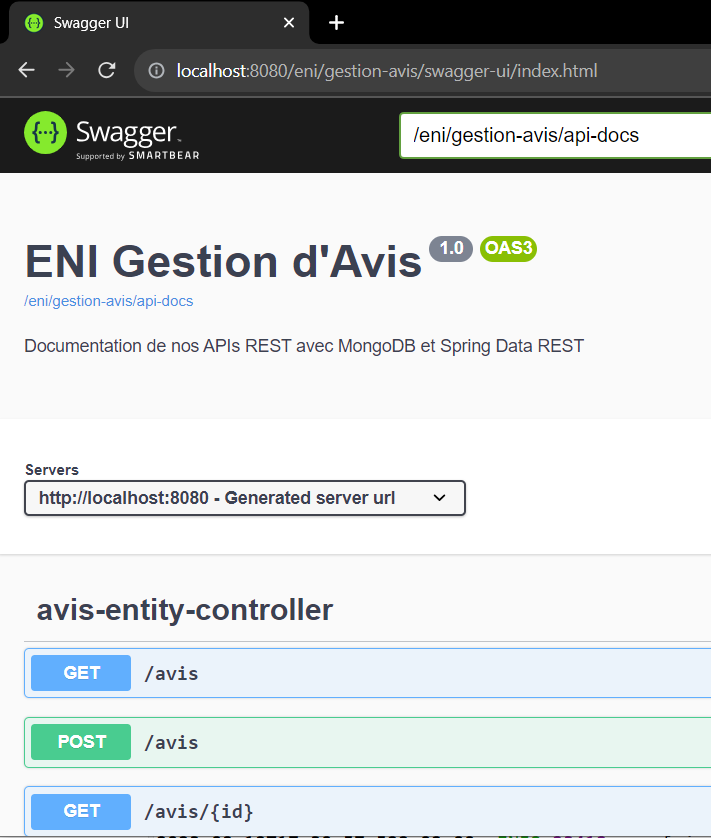 Swagger UI
localhost:8080/eni/gestion-avis/swagger-ui/index.html
Swagger.
Supported by SMARTBEAR
/eni/gestion-avis/api-docs
ENI Gestion d'Avis 1.0 OAS3
/eni/gestion-avis/api-docs
Documentation de nos APIs REST avec MongoDB et Spring Data REST
Servers
http://localhost:8080 - Generated server url
avis-entity-controller
GET /avis
POST /avis
GET /avis/{id}